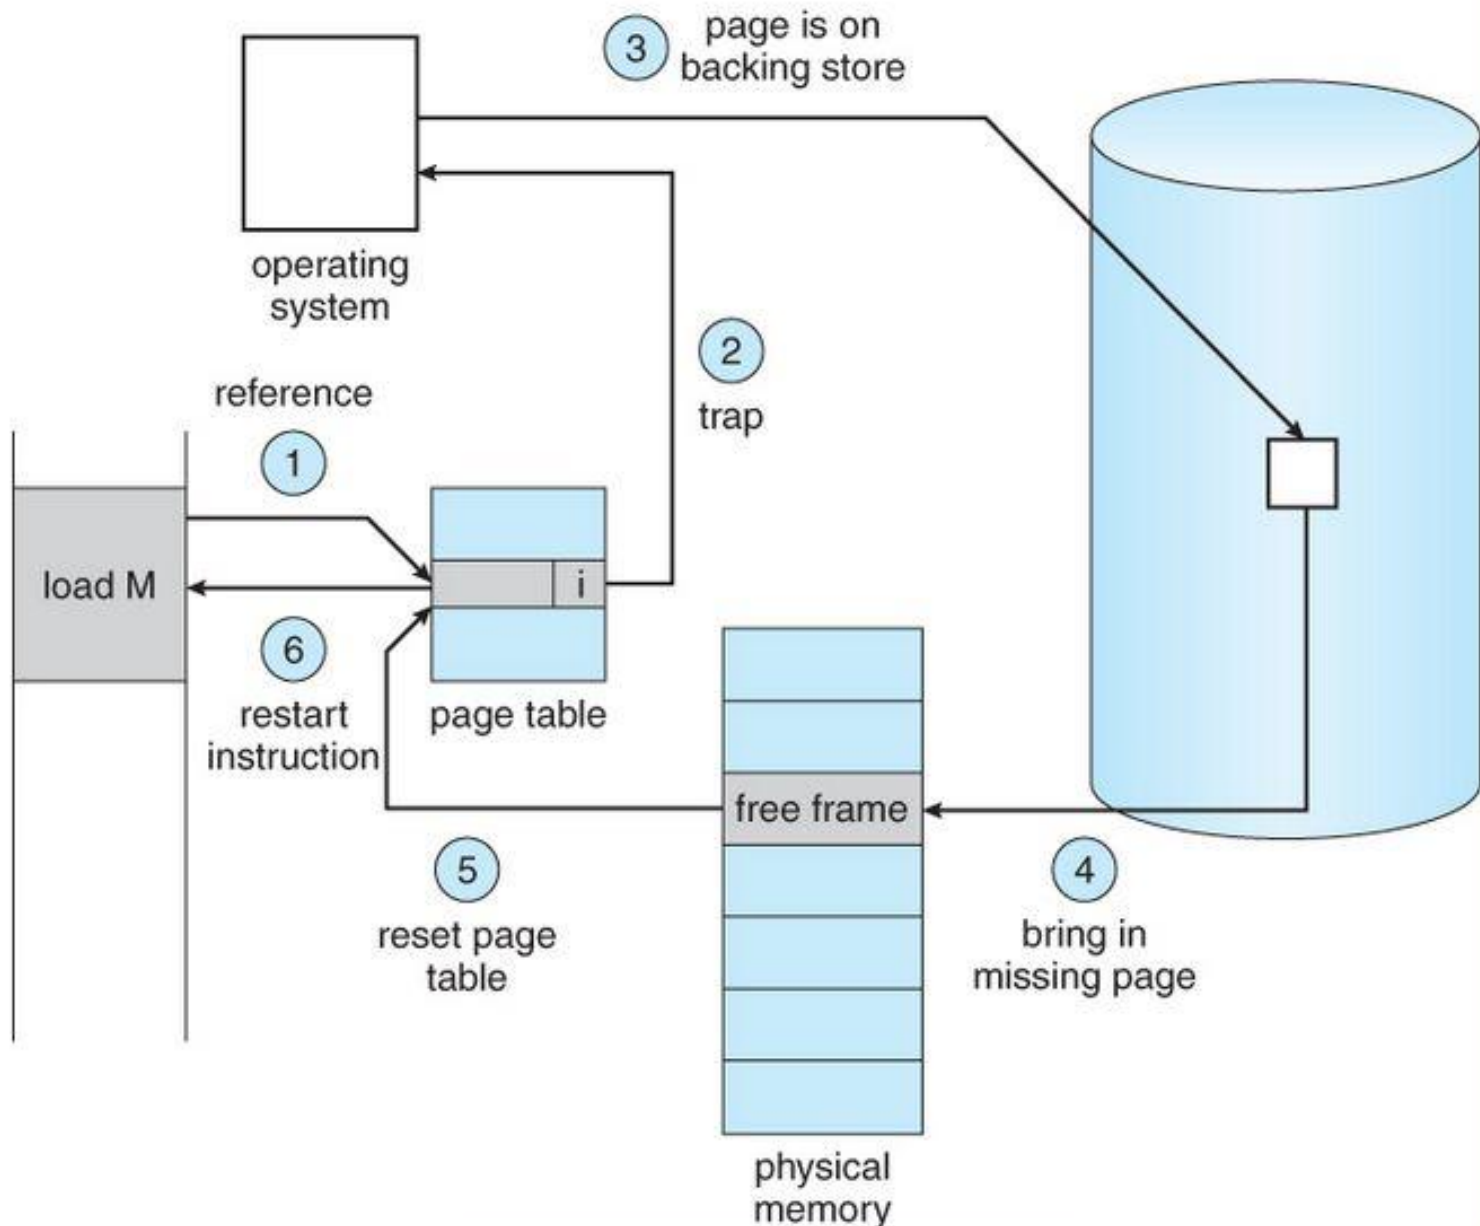 3
page is on
backing store
operating
system
2
trap
reference
1
load M
i
6
restart
instruction
page table
free frame
5
reset page
table
4
bring in
missing page
physical
memory